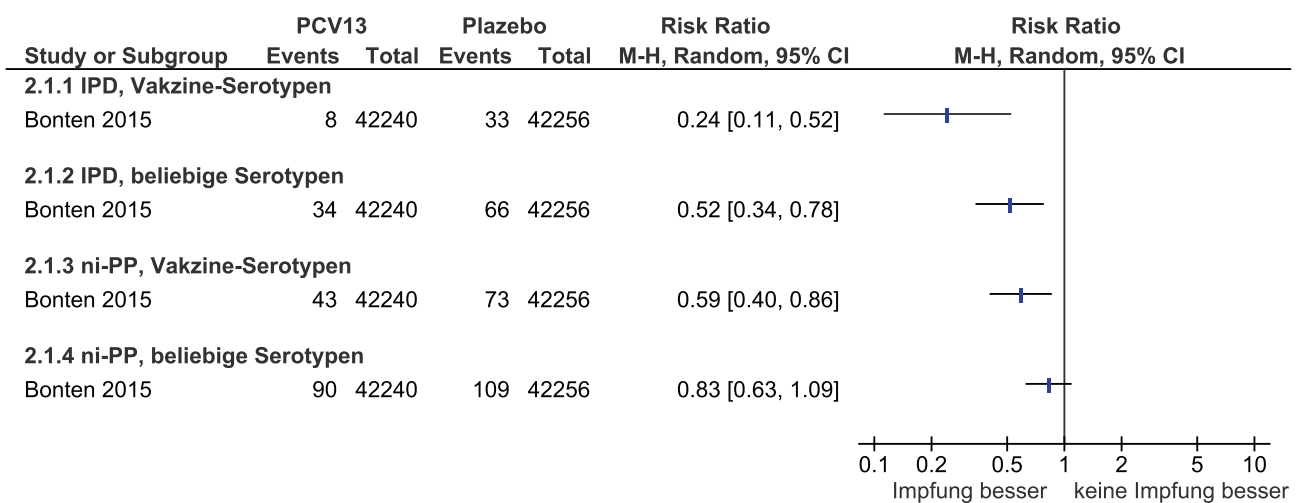 PCV13 Plazebo Risk Ratio Risk Ratio
Study or Subgroup Events Total Events Total M-H, Random, 95% CI M-H, Random, 95% CI
2.1.1 IPD, Vakzine-Serotypen
Bonten 2015 8 42240 33 42256 0.24 [0.11, 0.52]
2.1.2 IPD, beliebige Serotypen
Bonten 2015 34 42240 66 42256 0.52 [0.34, 0.78]
2.1.3 ni-PP, Vakzine-Serotypen
Bonten 2015 43 42240 73 42256 0.59 [0.40, 0.86]
2.1.4 ni-PP, beliebige Serotypen
Bonten 2015 90 42240 109 42256 0.83 [0.63, 1.09]
0.1 0.2 0.5 1 2 5 10
Impfung besser keine Impfung besser